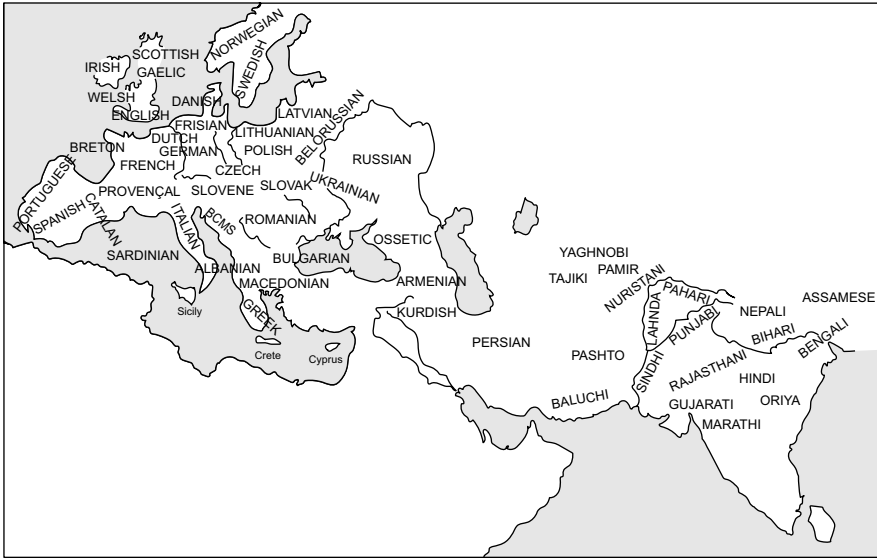 NORWEGIAN
SWEDISH
SCOTTISH
GAELIC
IRISH
WELSH
ENGLISH
DANISH
FRISIAN
LATVIAN
LITHUANIAN
BELORUSSIAN
DUTCH
GERMAN
POLISH
BRETON
FRENCH
CZECH
RUSSIAN
PORTUGUESE
SPANISH
CATALAN
PROVENÇAL
SLOVENE
SLOVAK
UKRAINIAN
ITALIAN
BCMS
ROMANIAN
OSSETIC
SARDINIAN
ALBANIAN
BULGARIAN
MACEDONIAN
ARMENIAN
GREEK
KURDISH
Sicily
Crete
Cyprus
PERSIAN
YAGHNOBI
PAMIR
TAJIKI
NURISTANI
PAHARI
LAHNDA
PUNJABI
NEPALI
ASSAMESE
PASHTO
SINDHI
RAJASTHANI
BIHARI
BENGALI
HINDI
BALUCHI
GUJARATI
ORIYA
MARATHI